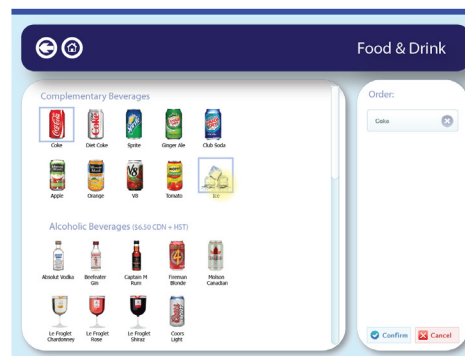 Food & Drink
Complementary Beverages
Coke
Diet Coke
Sprite
Ginger Ale
Club Soda
Apple
Orange
V8
Tomato
Ice
Alcoholic Beverages ($6.50 CDN + HST)
Absolut Vodka
Beefeater
Gin
Captain M
Rum
Fireman
Blonde
Molson
Canadian
Le Froglet
Chardonney
Le Froglet
Rose
Le Froglet
Shiraz
Coors
Light
Order:
Coke
Confirm
Cancel